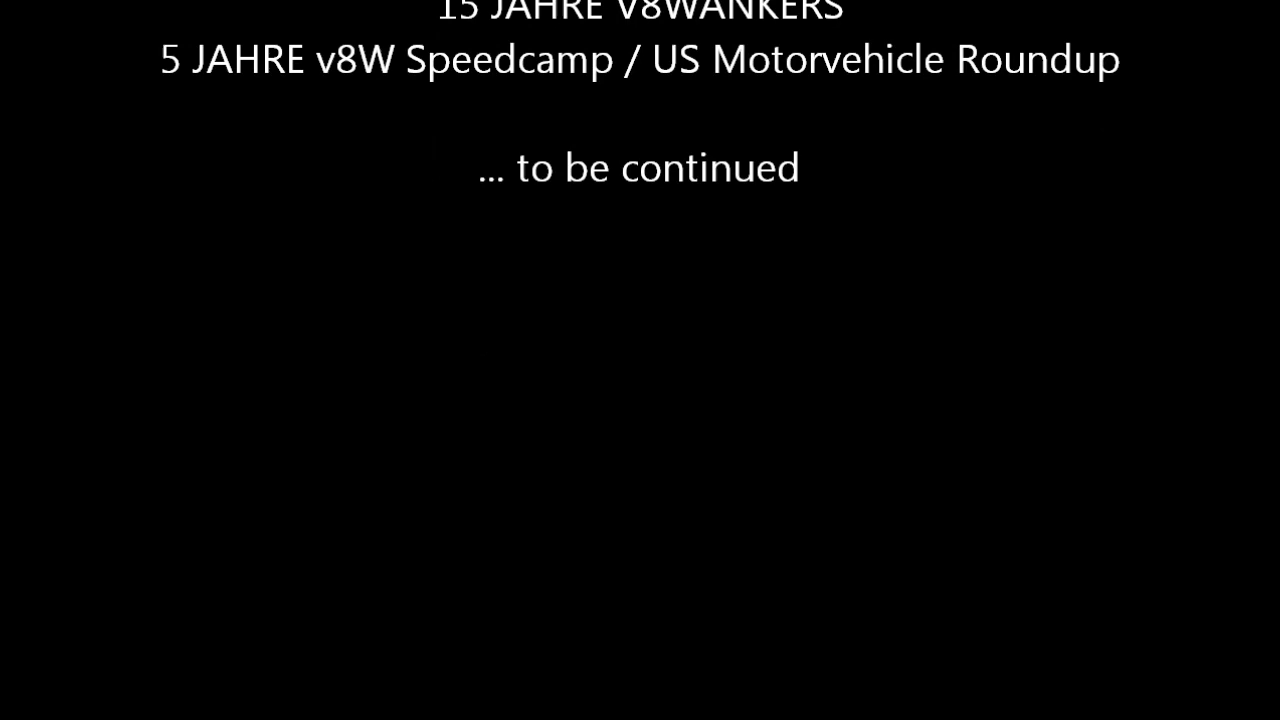 15 JAHRE V8WANKERS
5 JAHRE v8W Speedcamp / US Motorvehicle Roundup
... to be continued